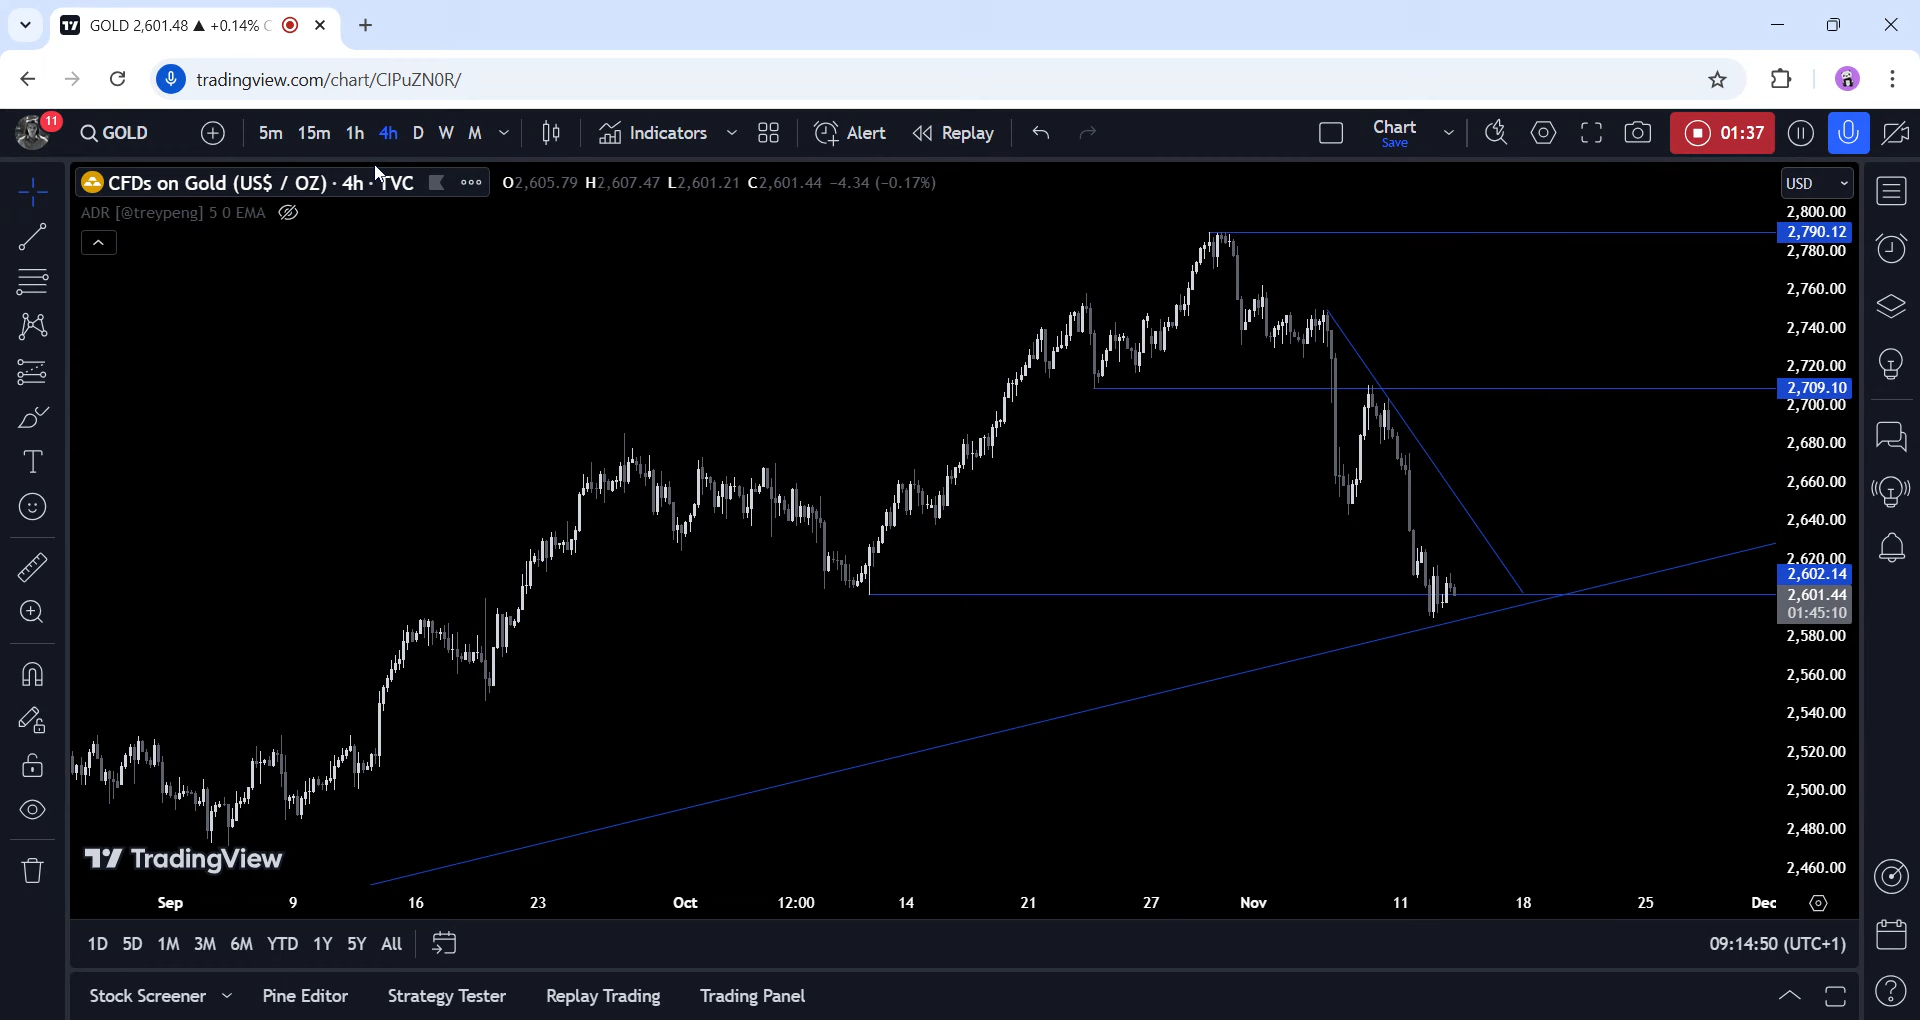 GOLD 2,601.48 ▲ +0.14% C
tradingview.com/chart/CIPuZN0R/
11
GOLD
5m 15m 1h 4h D W M
Indicators
Alert
Replay
Chart
Save
01:37
CFDs on Gold (US$ / OZ) · 4h · TVC
O2,605.79 H2,607.47 L2,601.21 C2,601.44 −4.34 (−0.17%)
USD
ADR [@treypeng] 5 0 EMA
2,800.00
2,790.12
2,780.00
2,760.00
2,740.00
2,720.00
2,709.10
2,700.00
2,680.00
2,660.00
2,640.00
2,620.00
2,602.14
2,601.44
01:45:10
2,580.00
2,560.00
2,540.00
2,520.00
2,500.00
2,480.00
2,460.00
TradingView
Sep 9 16 23 Oct 12:00 14 21 27 Nov 11 18 25 Dec
1D 5D 1M 3M 6M YTD 1Y 5Y All
09:14:50 (UTC+1)
Stock Screener Pine Editor Strategy Tester Replay Trading Trading Panel